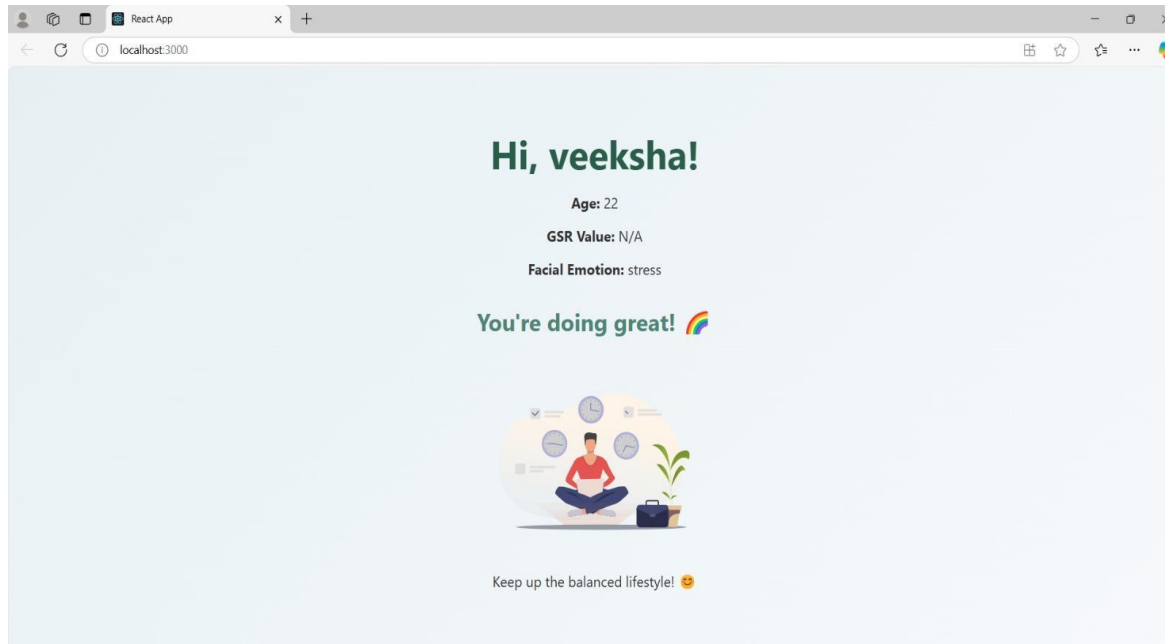 React App
localhost:3000
Hi, veeksha!
Age: 22
GSR Value: N/A
Facial Emotion: stress
You're doing great! 🌈
Keep up the balanced lifestyle! 😊